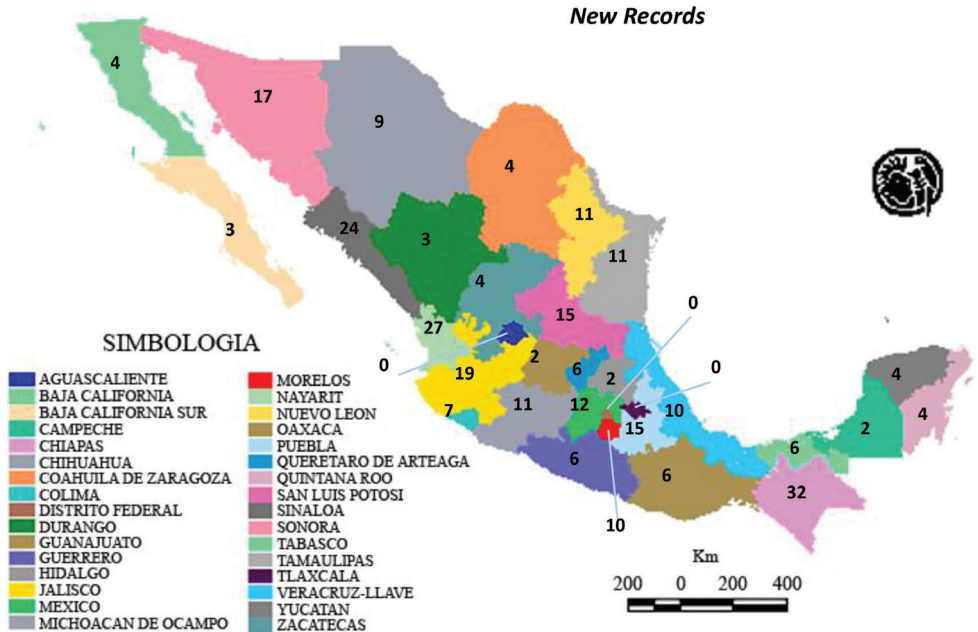 New Records
4
17
9
4
11
3
24
3
11
4
15
27
0
0
2
6
2
0
19
7
11
12
15
10
4
4
2
6
6
6
32
10
SIMBOLOGIA
AGUASCALIENTE
BAJA CALIFORNIA
BAJA CALIFORNIA SUR
CAMPECHE
CHIAPAS
CHIHUAHUA
COAHUILA DE ZARAGOZA
COLIMA
DISTRITO FEDERAL
DURANGO
GUANAJUATO
GUERRERO
HIDALGO
JALISCO
MEXICO
MICHOACAN DE OCAMPO
MORELOS
NAYARIT
NUEVO LEON
OAXACA
PUEBLA
QUERETARO DE ARTEAGA
QUINTANA ROO
SAN LUIS POTOSI
SINALOA
SONORA
TABASCO
TAMAULIPAS
TLAXCALA
VERACRUZ-LLAVE
YUCATAN
ZACATECAS
Km
200 0 200 400